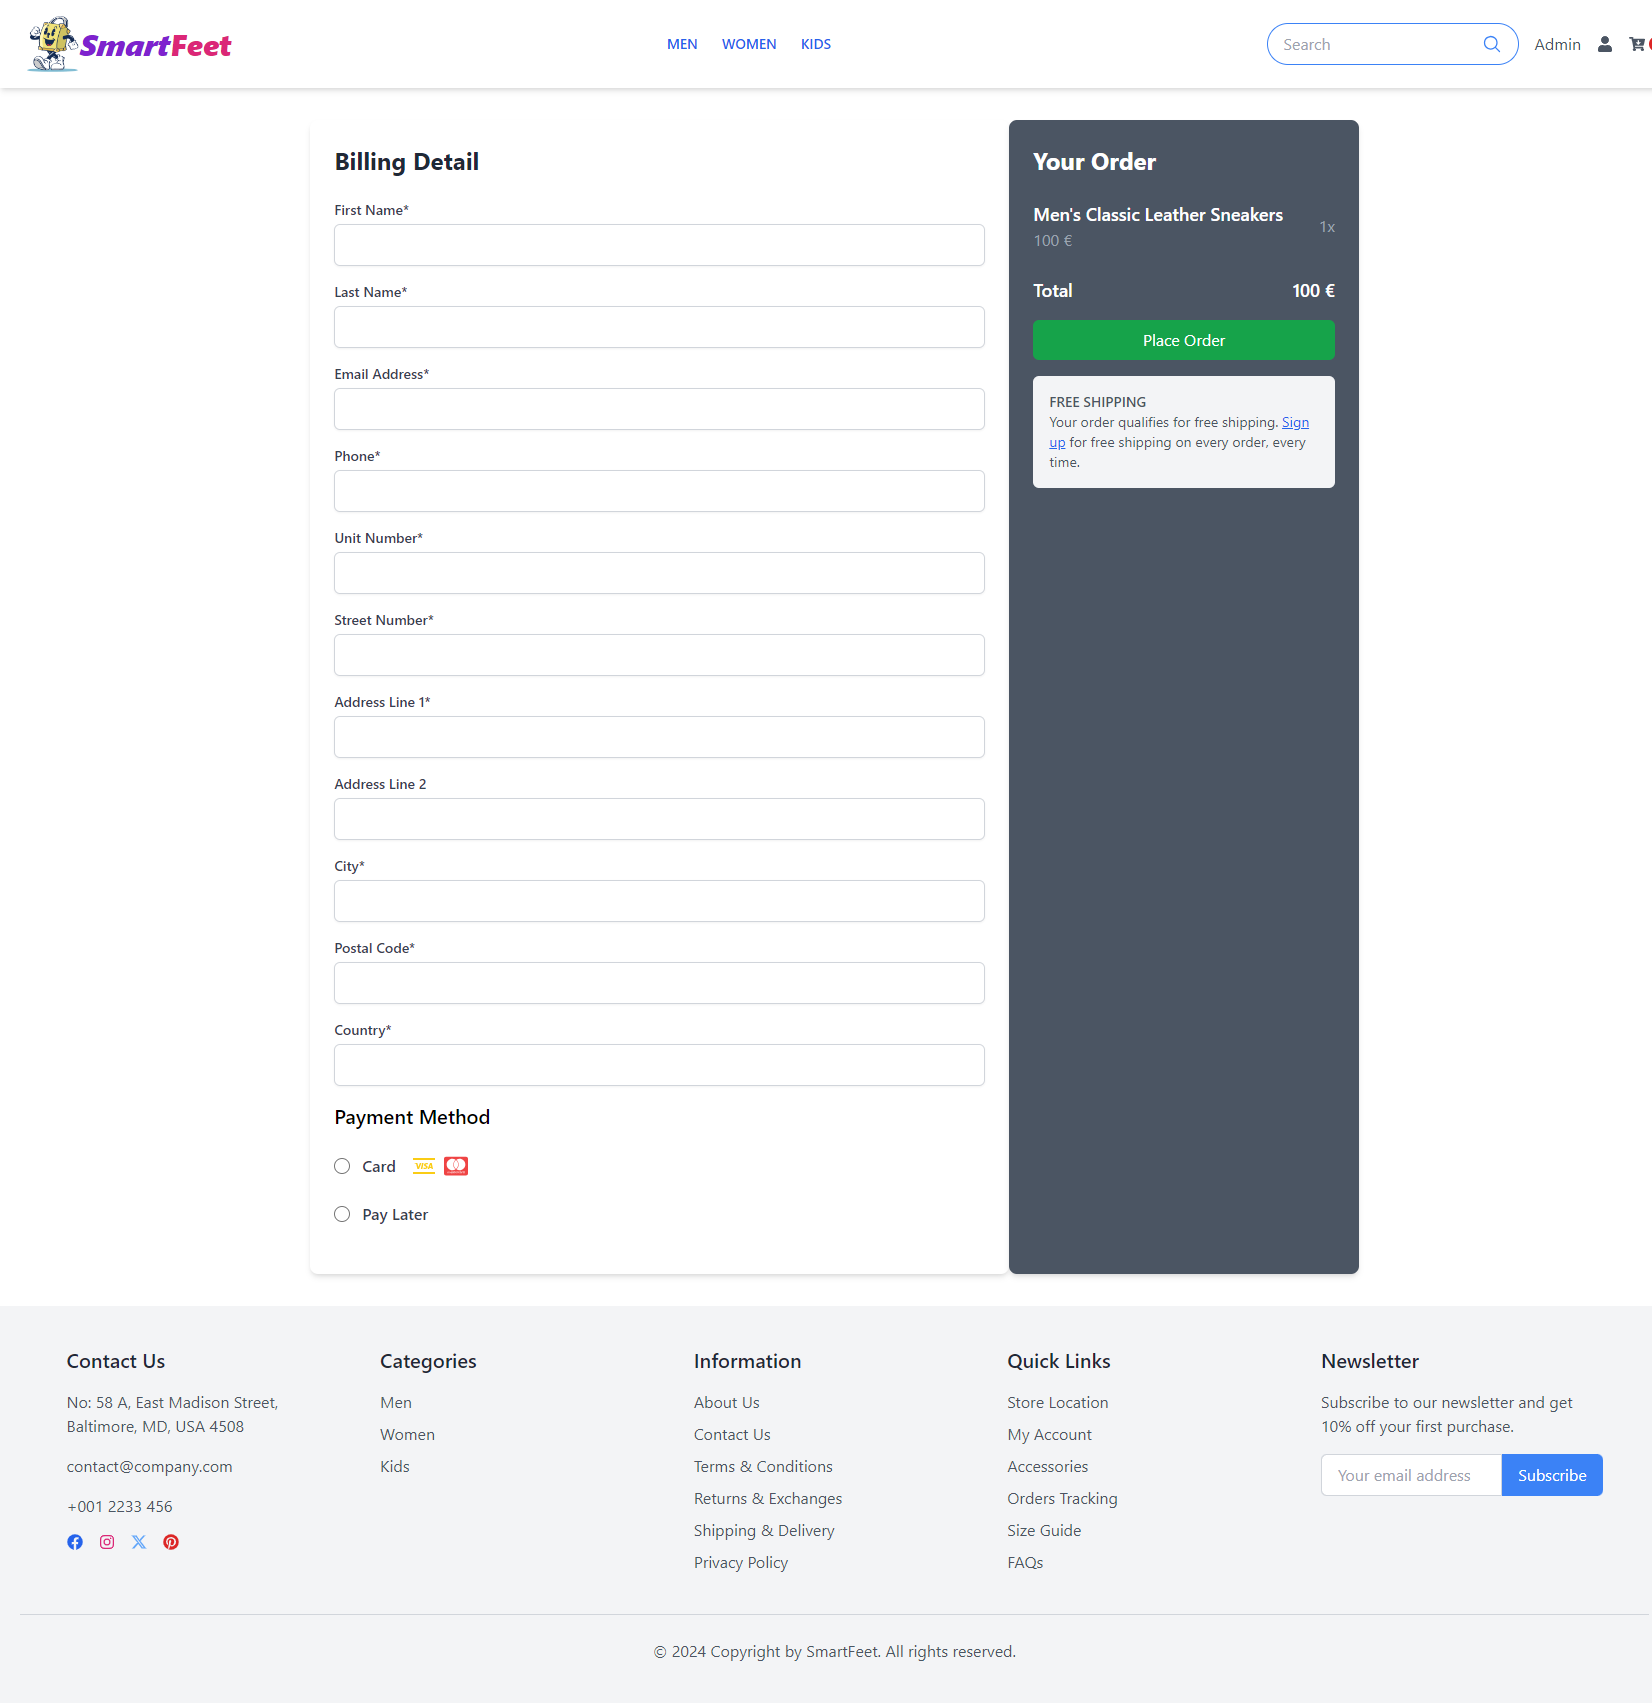 SmartFeet
MEN WOMEN KIDS
Search
Admin
Billing Detail
First Name*
Last Name*
Email Address*
Phone*
Unit Number*
Street Number*
Address Line 1*
Address Line 2
City*
Postal Code*
Country*
Payment Method
Card VISA
Pay Later
Your Order
Men's Classic Leather Sneakers
100 €
1x
Total 100 €
Place Order
FREE SHIPPING
Your order qualifies for free shipping. Sign
up for free shipping on every order, every
time.
Contact Us
No: 58 A, East Madison Street,
Baltimore, MD, USA 4508
contact@company.com
+001 2233 456
Categories
Men
Women
Kids
Information
About Us
Contact Us
Terms & Conditions
Returns & Exchanges
Shipping & Delivery
Privacy Policy
Quick Links
Store Location
My Account
Accessories
Orders Tracking
Size Guide
FAQs
Newsletter
Subscribe to our newsletter and get
10% off your first purchase.
Your email address
Subscribe
© 2024 Copyright by SmartFeet. All rights reserved.